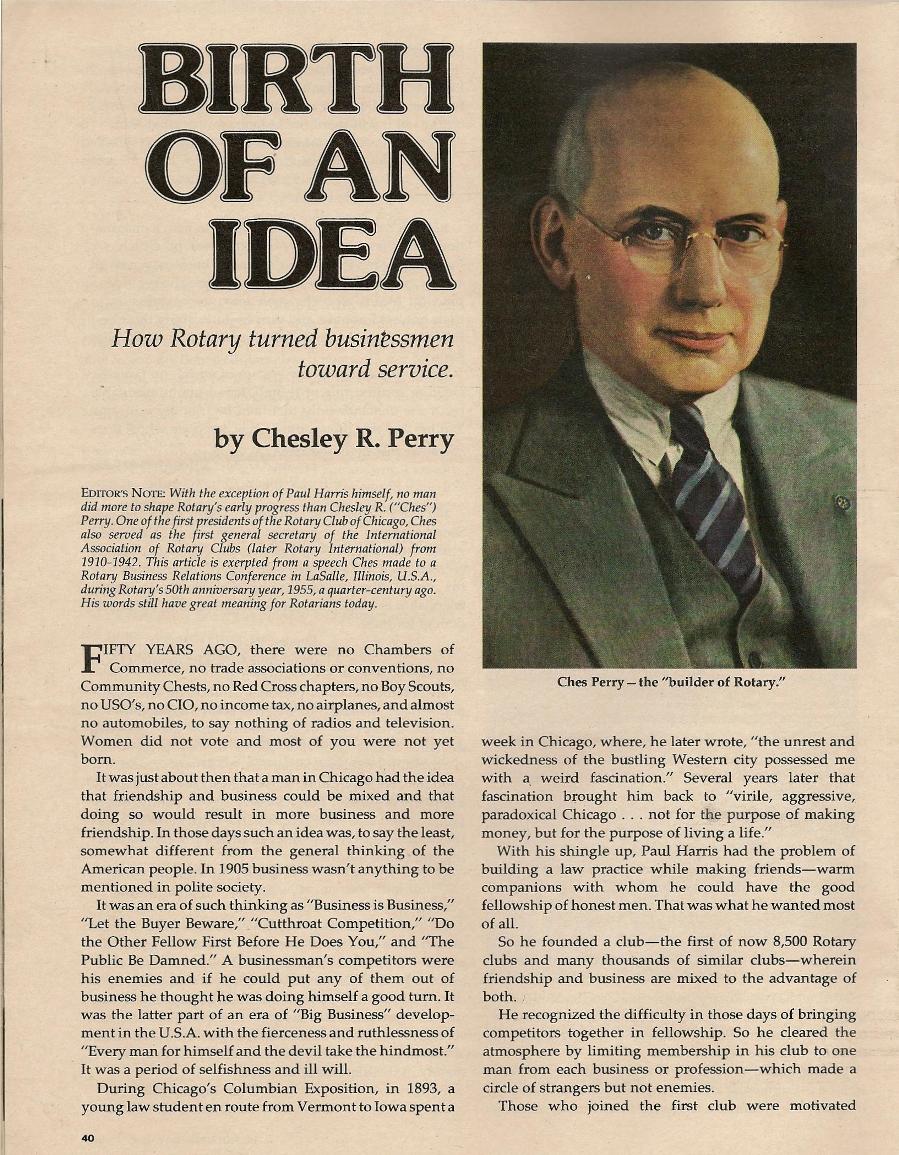 BIRTH
OF AN
IDEA
How Rotary turned businessmen
toward service.
by Chesley R. Perry
EDITOR'S NOTE: With the exception of Paul Harris himself, no man
did more to shape Rotary's early progress than Chesley R. ("Ches")
Perry. One of the first presidents of the Rotary Club of Chicago, Ches
also served as the first general secretary of the International
Association of Rotary Clubs (later Rotary International) from
1910-1942. This article is exerpted from a speech Ches made to a
Rotary Business Relations Conference in LaSalle, Illinois, U.S.A.,
during Rotary's 50th anniversary year, 1955, a quarter-century ago.
His words still have great meaning for Rotarians today.
FIFTY YEARS AGO, there were no Chambers of
Commerce, no trade associations or conventions, no
Community Chests, no Red Cross chapters, no Boy Scouts,
no USO's, no CIO, no income tax, no airplanes, and almost
no automobiles, to say nothing of radios and television.
Women did not vote and most of you were not yet
born.
It was just about then that a man in Chicago had the idea
that friendship and business could be mixed and that
doing so would result in more business and more
friendship. In those days such an idea was, to say the least,
somewhat different from the general thinking of the
American people. In 1905 business wasn't anything to be
mentioned in polite society.
It was an era of such thinking as "Business is Business,"
"Let the Buyer Beware," "Cutthroat Competition," "Do
the Other Fellow First Before He Does You," and "The
Public Be Damned." A businessman's competitors were
his enemies and if he could put any of them out of
business he thought he was doing himself a good turn. It
was the latter part of an era of "Big Business" develop-
ment in the U.S.A. with the fierceness and ruthlessness of
"Every man for himself and the devil take the hindmost."
It was a period of selfishness and ill will.
During Chicago's Columbian Exposition, in 1893, a
young law student en route from Vermont to Iowa spent a
Ches Perry – the "builder of Rotary."
week in Chicago, where, he later wrote, "the unrest and
wickedness of the bustling Western city possessed me
with a weird fascination." Several years later that
fascination brought him back to "virile, aggressive,
paradoxical Chicago . . . not for the purpose of making
money, but for the purpose of living a life."
With his shingle up, Paul Harris had the problem of
building a law practice while making friends—warm
companions with whom he could have the good
fellowship of honest men. That was what he wanted most
of all.
So he founded a club—the first of now 8,500 Rotary
clubs and many thousands of similar clubs—wherein
friendship and business are mixed to the advantage of
both.
He recognized the difficulty in those days of bringing
competitors together in fellowship. So he cleared the
atmosphere by limiting membership in his club to one
man from each business or profession—which made a
circle of strangers but not enemies.
Those who joined the first club were motivated
40